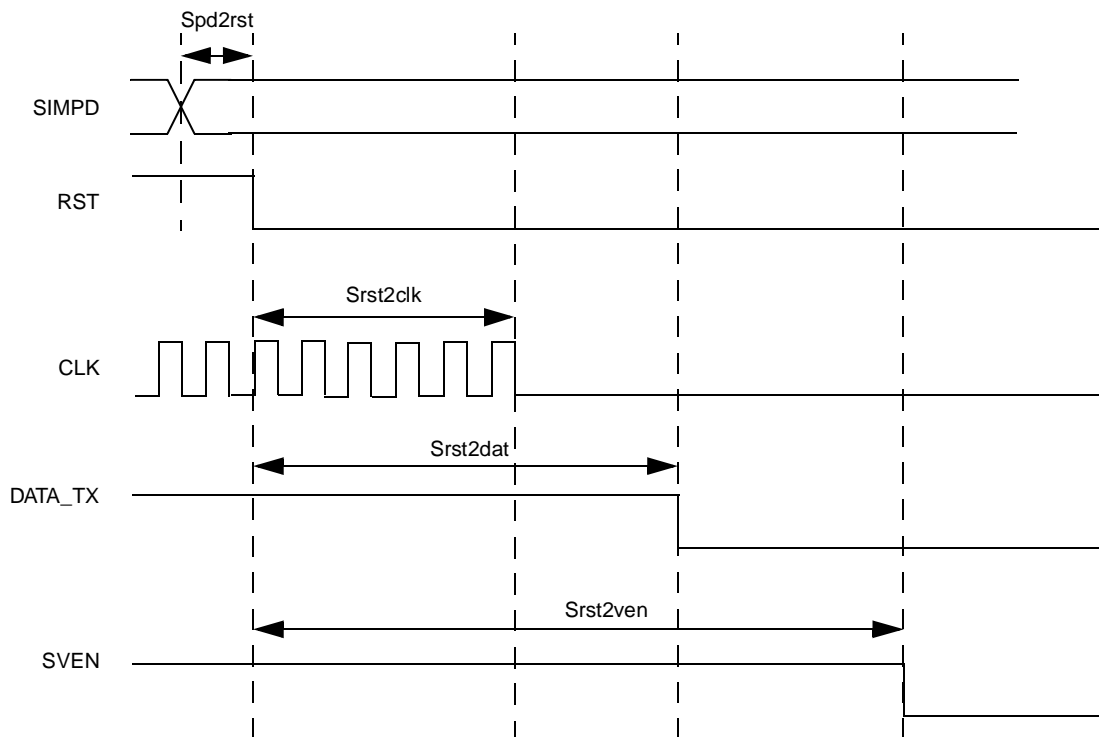 Spd2rst
SIMPD
RST
Srst2clk
CLK
Srst2dat
DATA_TX
Srst2ven
SVEN